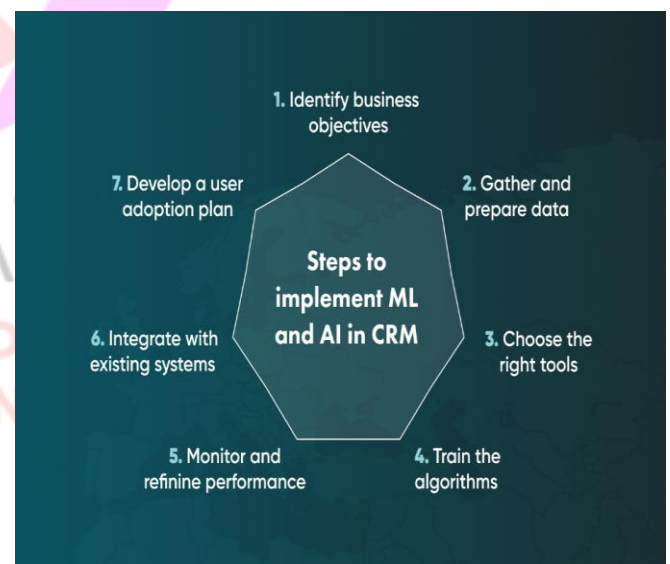 1. Identify business
objectives
2. Gather and
prepare data
3. Choose the
right tools
4. Train the
algorithms
5. Monitor and
refinine performance
6. Integrate with
existing systems
7. Develop a user
adoption plan
Steps to
implement ML
and AI in CRM